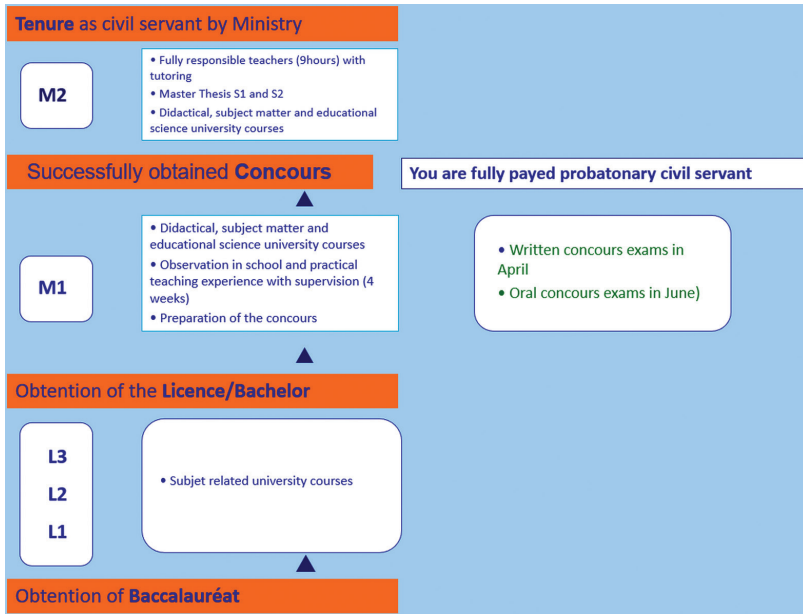 Tenure as civil servant by Ministry
M2
• Fully responsible teachers (9hours) with
tutoring
• Master Thesis S1 and S2
• Didactical, subject matter and educational
science university courses
Successfully obtained Concours
You are fully payed probatonary civil servant
M1
• Didactical, subject matter and
educational science university courses
• Observation in school and practical
teaching experience with supervision (4
weeks)
• Preparation of the concours
• Written concours exams in
April
• Oral concours exams in June)
Obtention of the Licence/Bachelor
L3
L2
L1
• Subjet related university courses
Obtention of Baccalauréat